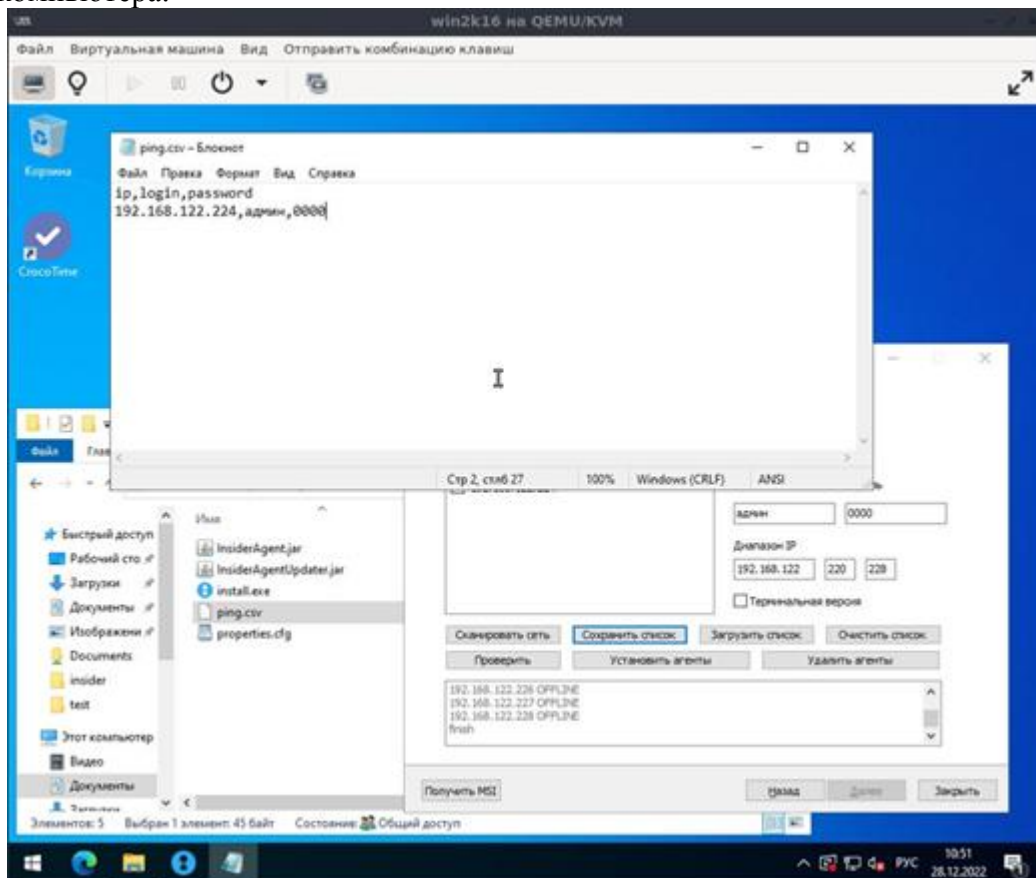 компьютера.
win2k16 на QEMU/KVM
Файл Виртуальная машина Вид Отправить комбинацию клавиш
Корзина
CrocoTime
ping.csv – Блокнот
Файл Правка Формат Вид Справка
ip,login,password
192.168.122.224,админ,0000
Стр 2, стлб 27 100% Windows (CRLF) ANSI
Файл
админ 0000
Диапазон IP
192.168.122 220 228
Терминальная версия
Имя
InsiderAgent.jar
InsiderAgentUpdater.jar
install.exe
ping.csv
properties.cfg
Быстрый доступ
Рабочий сто
Загрузки
Документы
Изображени
Documents
insider
test
Этот компьютер
Видео
Документы
Загрузки
Сканировать сеть Сохранить список Загрузить список Очистить список
Проверить Установить агенты Удалить агенты
192.168.122.226 OFFLINE
192.168.122.227 OFFLINE
192.168.122.228 OFFLINE
finish
Получить MSI Назад Далее Закрыть
Элементов: 5 Выбран 1 элемент: 45 байт Состояние: Общий доступ
РУС 10:51
28.12.2022